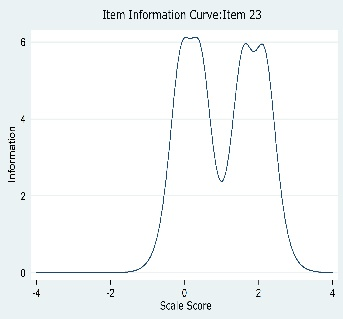 Item Information Curve:Item 23
6
4
2
0
Information
-4 -2 0 2 4
Scale Score